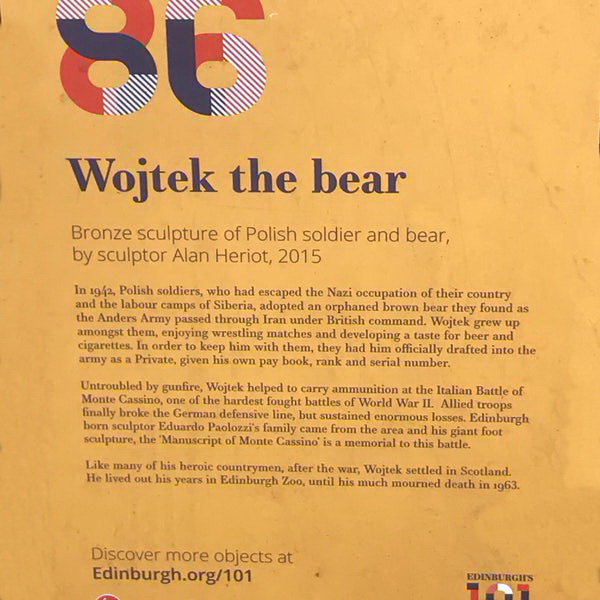 86
Wojtek the bear
Bronze sculpture of Polish soldier and bear,
by sculptor Alan Heriot, 2015
In 1942, Polish soldiers, who had escaped the Nazi occupation of their country
and the labour camps of Siberia, adopted an orphaned brown bear they found as
the Anders Army passed through Iran under British command. Wojtek grew up
amongst them, enjoying wrestling matches and developing a taste for beer and
cigarettes. In order to keep him with them, they had him officially drafted into the
army as a Private, given his own pay book, rank and serial number.
Untroubled by gunfire, Wojtek helped to carry ammunition at the Italian Battle of
Monte Cassino, one of the hardest fought battles of World War II. Allied troops
finally broke the German defensive line, but sustained enormous losses. Edinburgh
born sculptor Eduardo Paolozzi's family came from the area and his giant foot
sculpture, the 'Manuscript of Monte Cassino' is a memorial to this battle.
Like many of his heroic countrymen, after the war, Wojtek settled in Scotland.
He lived out his years in Edinburgh Zoo, until his much mourned death in 1963.
Discover more objects at
Edinburgh.org/101
EDINBURGH'S
101